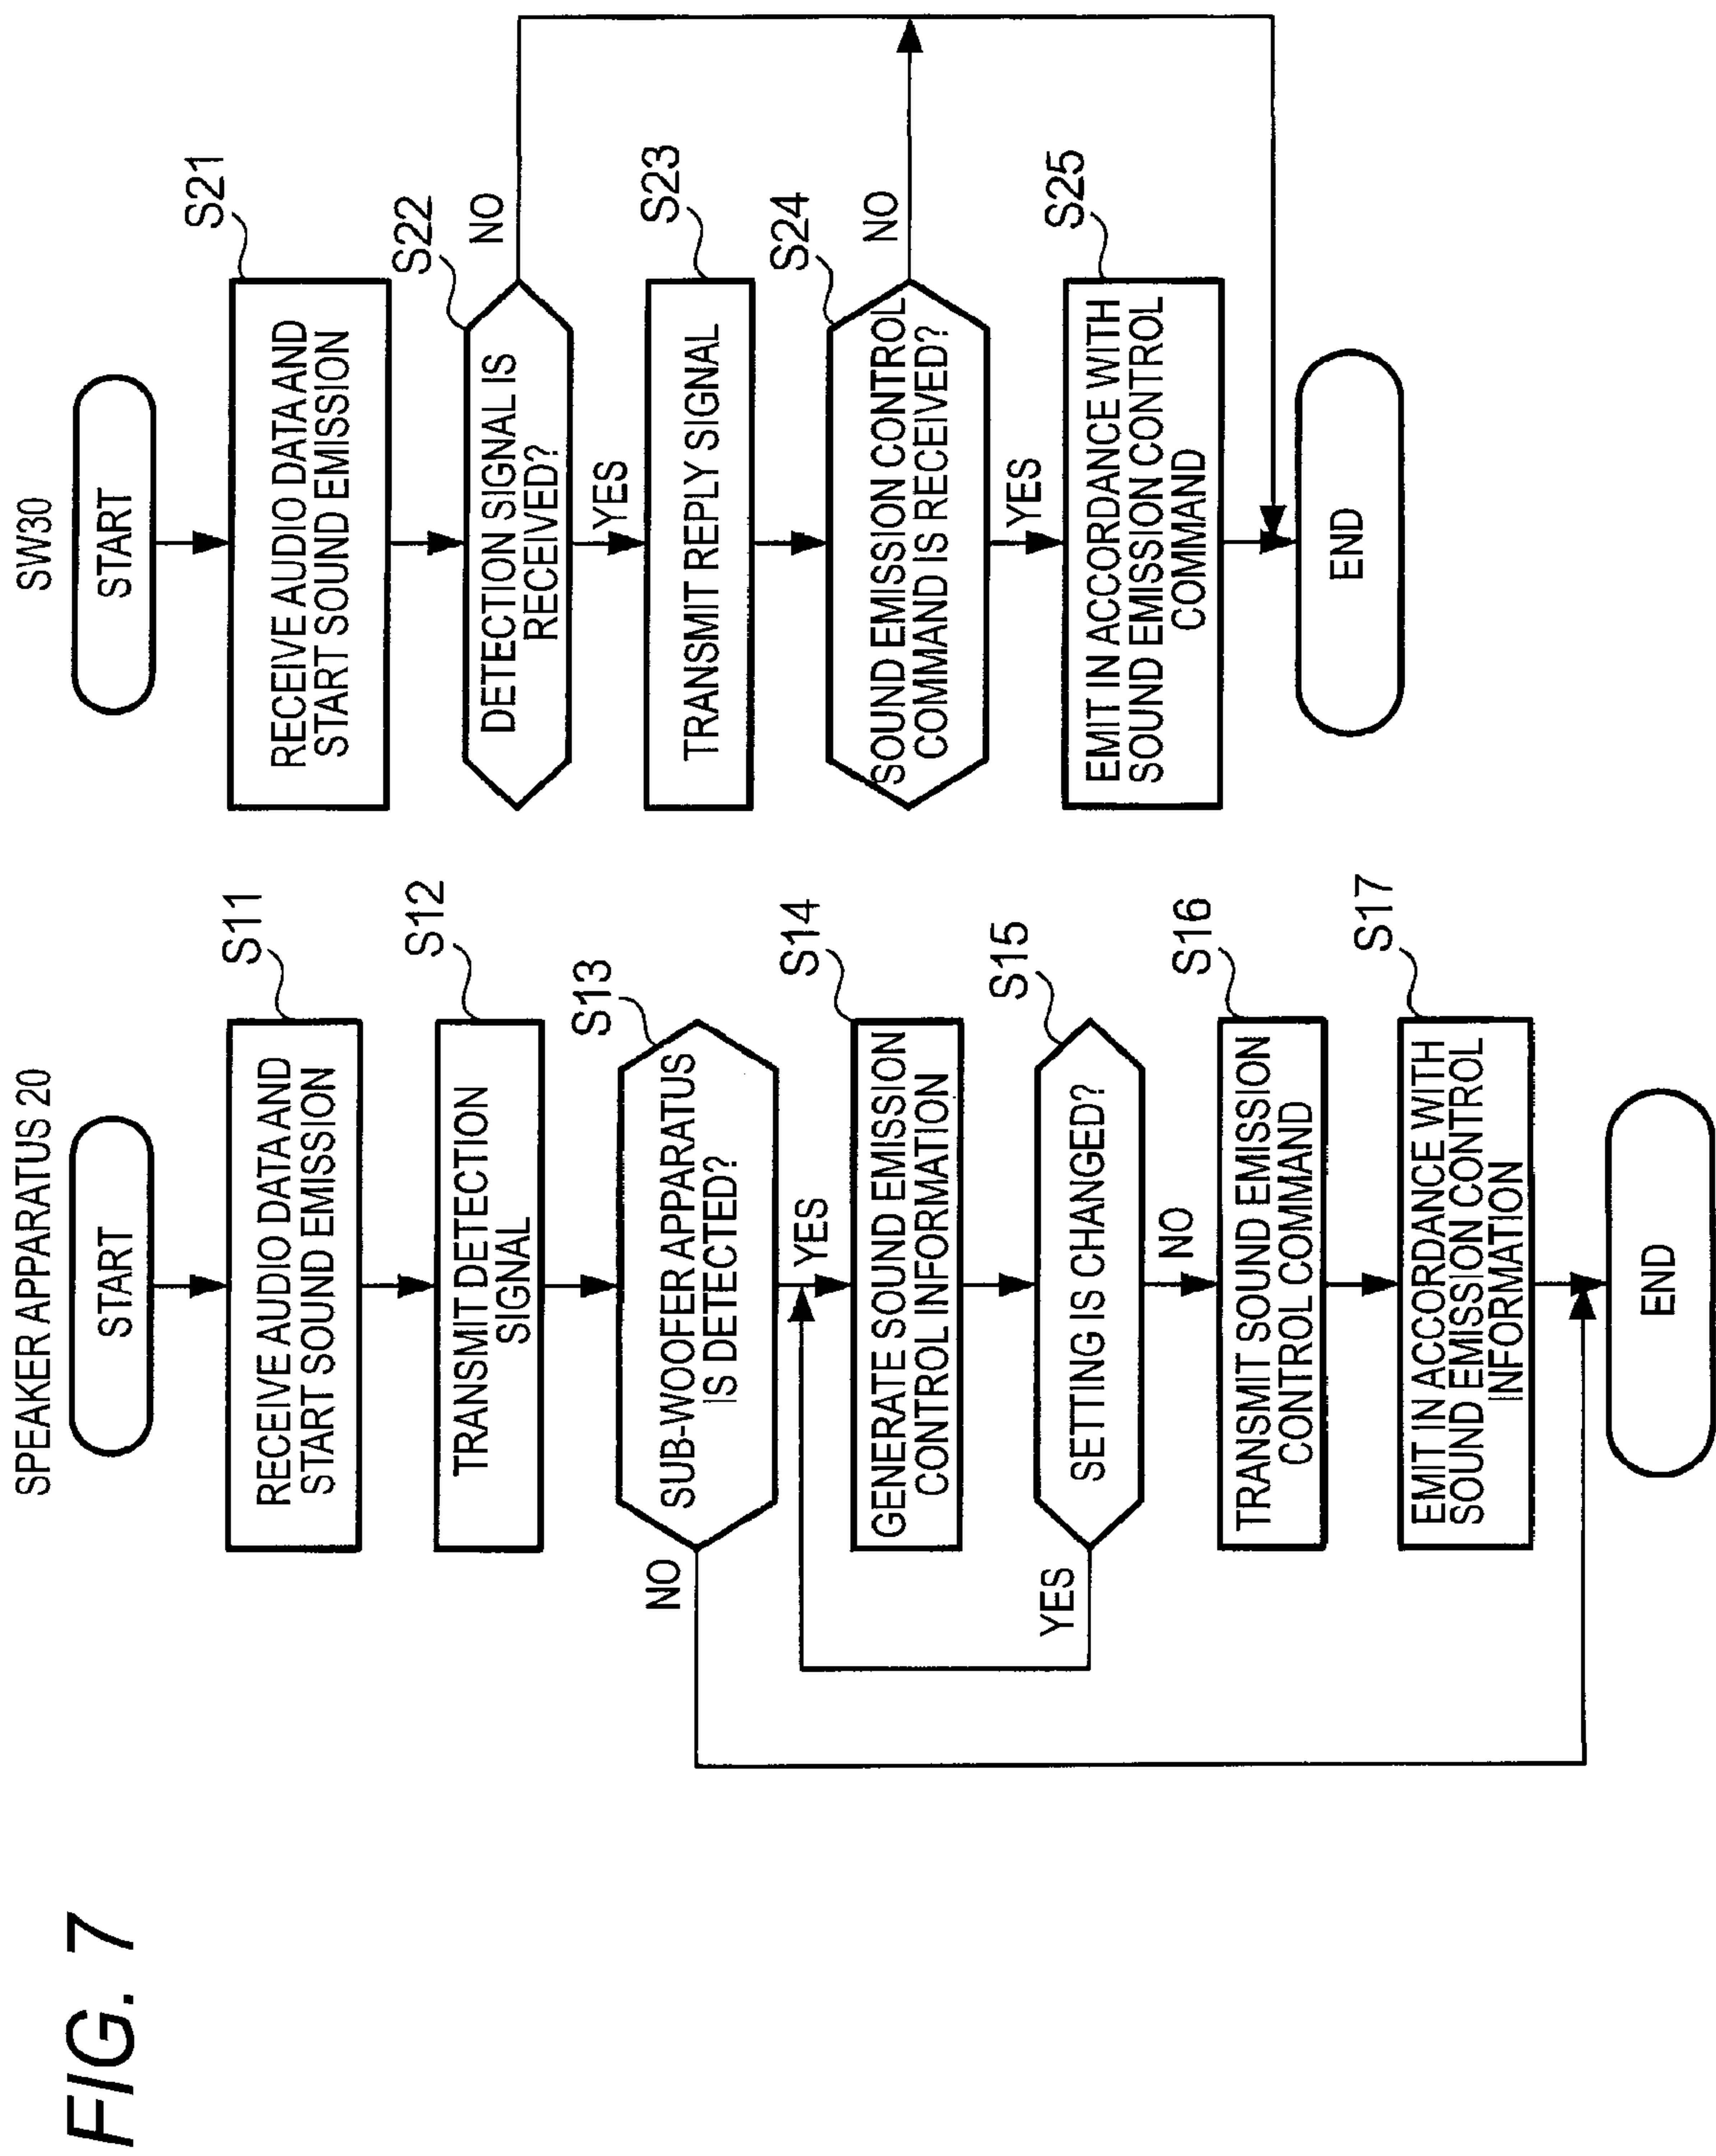 FIG. 7
SPEAKER APPARATUS 20
START
S11
RECEIVE AUDIO DATA AND
START SOUND EMISSION
S12
TRANSMIT DETECTION
SIGNAL
S13
SUB-WOOFER APPARATUS
IS DETECTED?
NO
YES
S14
GENERATE SOUND EMISSION
CONTROL INFORMATION
S15
SETTING IS CHANGED?
YES
NO
S16
TRANSMIT SOUND EMISSION
CONTROL COMMAND
S17
EMIT IN ACCORDANCE WITH
SOUND EMISSION CONTROL
INFORMATION
END
SW30
START
S21
RECEIVE AUDIO DATA AND
START SOUND EMISSION
S22
DETECTION SIGNAL IS
RECEIVED?
NO
YES
S23
TRANSMIT REPLY SIGNAL
S24
SOUND EMISSION CONTROL
COMMAND IS RECEIVED?
NO
YES
S25
EMIT IN ACCORDANCE WITH
SOUND EMISSION CONTROL
COMMAND
END